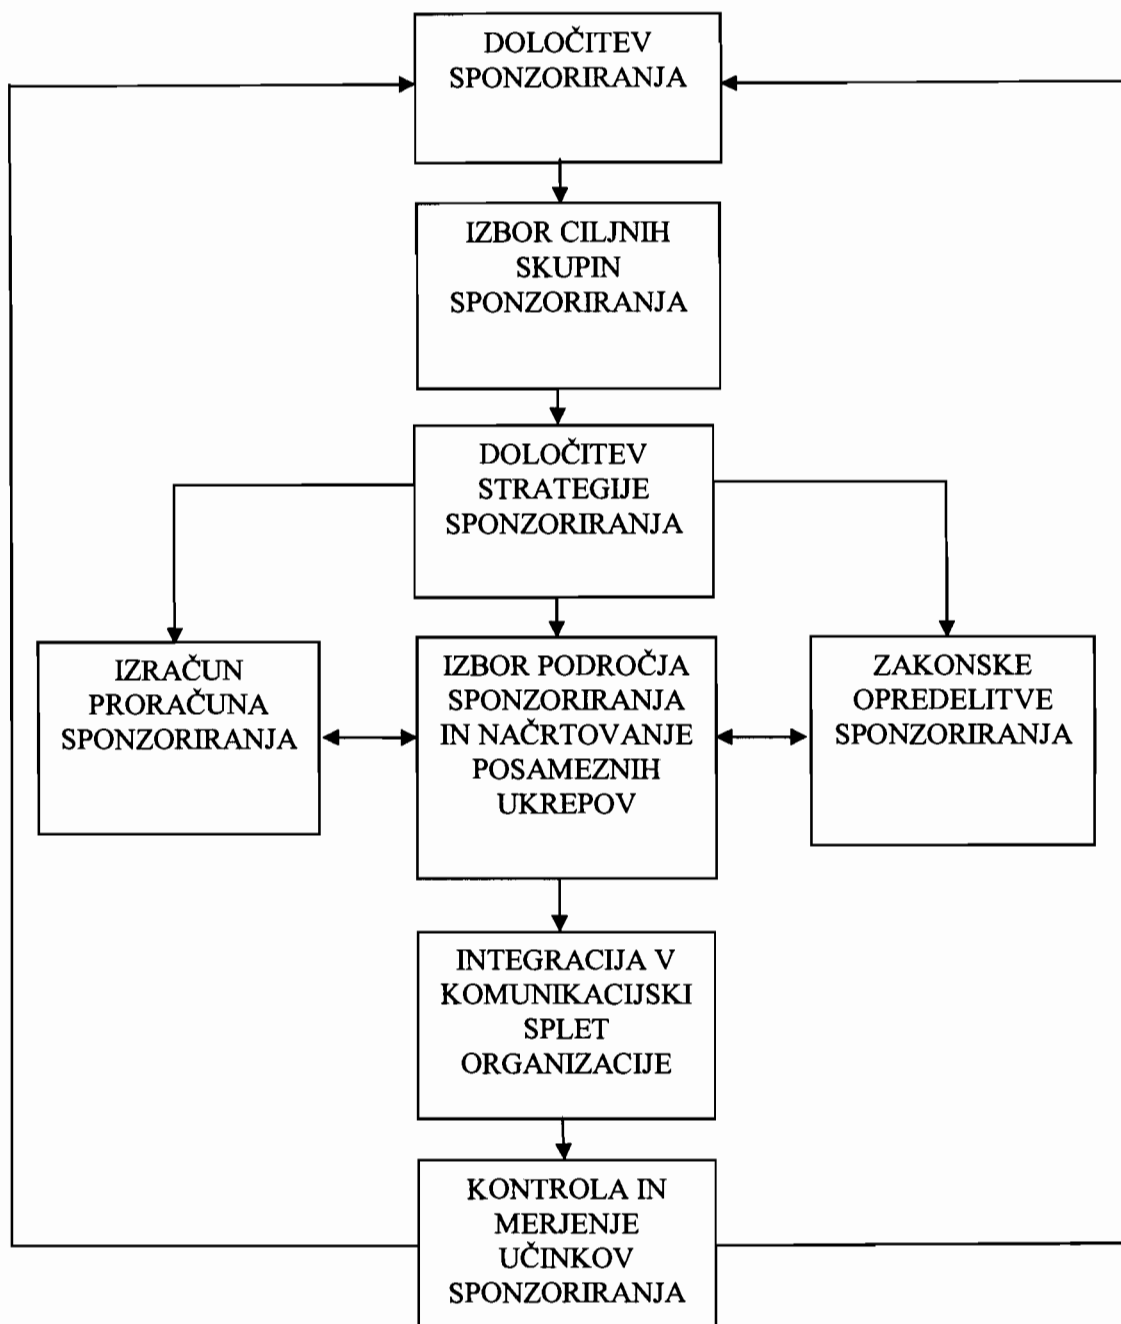 DOLOČITEV
SPONZORIRANJA
IZBOR CILJNIH
SKUPIN
SPONZORIRANJA
DOLOČITEV
STRATEGIJE
SPONZORIRANJA
IZRAČUN
PRORAČUNA
SPONZORIRANJA
IZBOR PODROČJA
SPONZORIRANJA
IN NAČRTOVANJE
POSAMEZNIH
UKREPOV
ZAKONSKE
OPREDELITVE
SPONZORIRANJA
INTEGRACIJA V
KOMUNIKACIJSKI
SPLET
ORGANIZACIJE
KONTROLA IN
MERJENJE
UČINKOV
SPONZORIRANJA